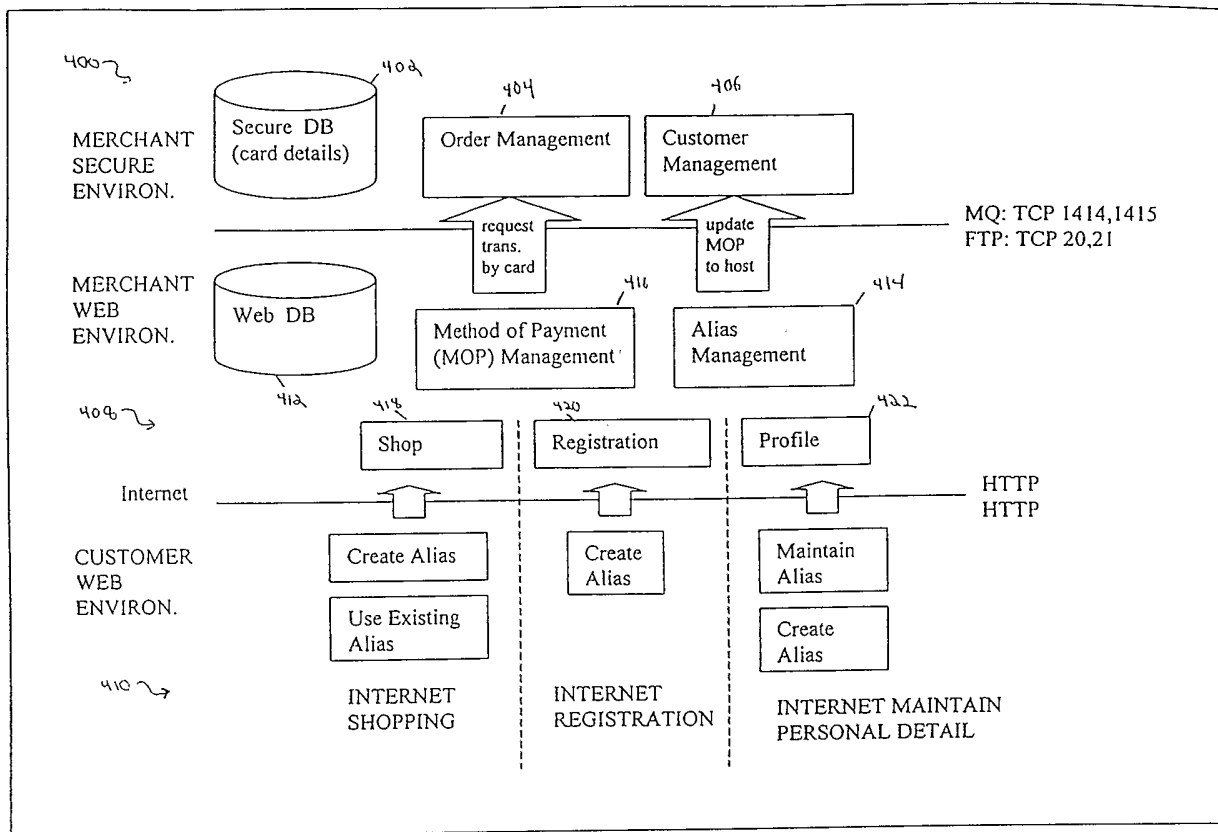 400
402
404
406
MERCHANT
SECURE
ENVIRON.
Secure DB
(card details)
Order Management
Customer
Management
request
trans.
by card
update
MOP
to host
MQ: TCP 1414,1415
FTP: TCP 20,21
MERCHANT
WEB
ENVIRON.
Web DB
412
416
Method of Payment
(MOP) Management
414
Alias
Management
408
418
Shop
420
Registration
422
Profile
Internet
HTTP
HTTP
CUSTOMER
WEB
ENVIRON.
Create Alias
Use Existing
Alias
Create
Alias
Maintain
Alias
Create
Alias
410
INTERNET
SHOPPING
INTERNET
REGISTRATION
INTERNET MAINTAIN
PERSONAL DETAIL